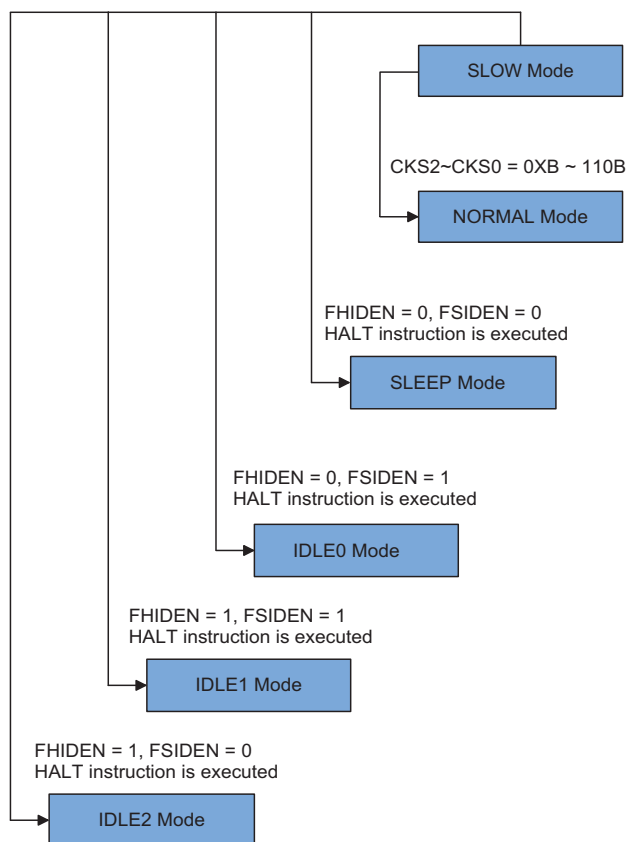 SLOW Mode
CKS2~CKS0 = 0XB ~ 110B
NORMAL Mode
FHIDEN = 0, FSIDEN = 0
HALT instruction is executed
SLEEP Mode
FHIDEN = 0, FSIDEN = 1
HALT instruction is executed
IDLE0 Mode
FHIDEN = 1, FSIDEN = 1
HALT instruction is executed
IDLE1 Mode
FHIDEN = 1, FSIDEN = 0
HALT instruction is executed
IDLE2 Mode